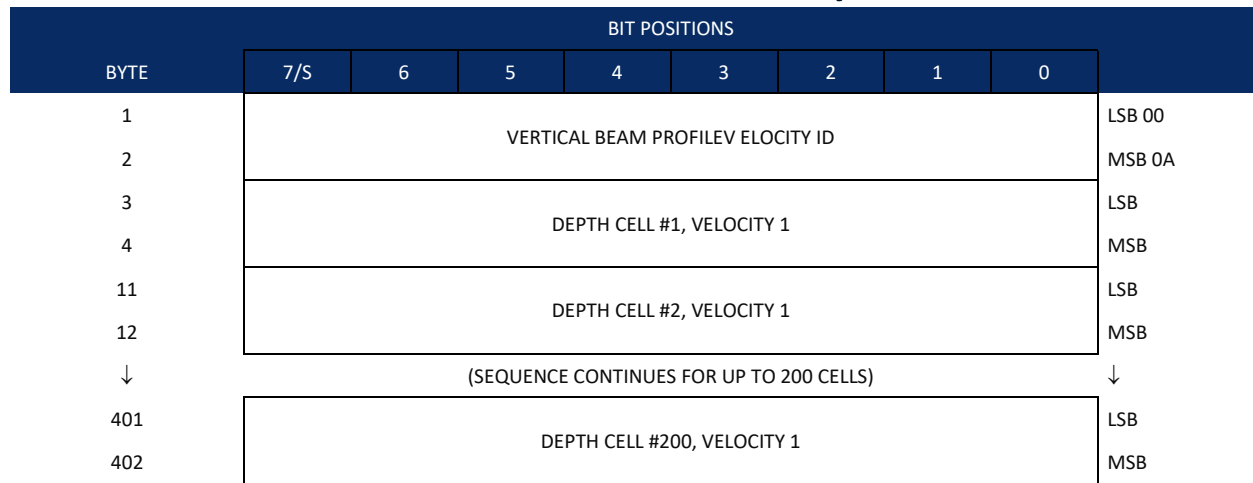 BIT POSITIONS
BYTE 7/S 6 5 4 3 2 1 0
1 LSB 00
VERTICAL BEAM PROFILEV ELOCITY ID
2 MSB 0A
3 LSB
DEPTH CELL #1, VELOCITY 1
4 MSB
11 LSB
DEPTH CELL #2, VELOCITY 1
12 MSB
↓ (SEQUENCE CONTINUES FOR UP TO 200 CELLS) ↓
401 LSB
DEPTH CELL #200, VELOCITY 1
402 MSB